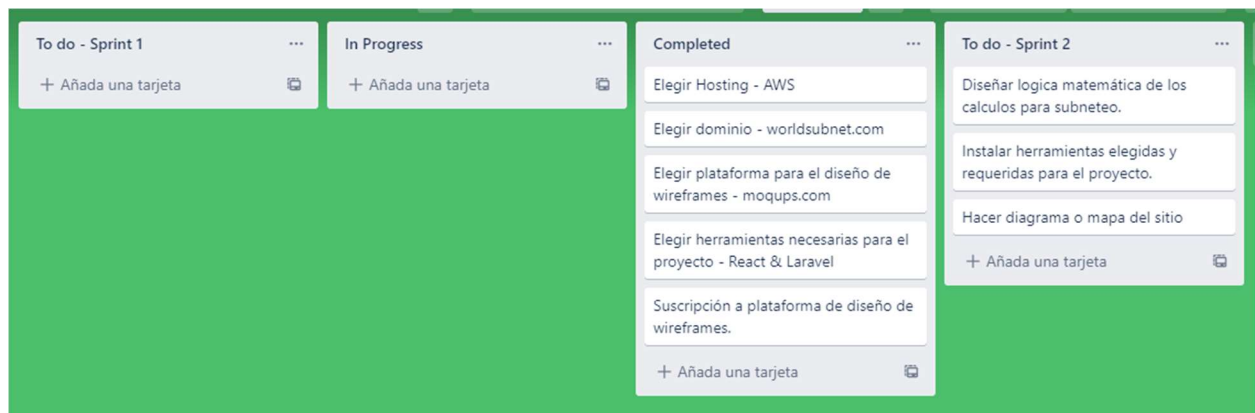 To do - Sprint 1
Añada una tarjeta
In Progress
Añada una tarjeta
Completed
Elegir Hosting - AWS
Elegir dominio - worldsubnet.com
Elegir plataforma para el diseño de
wireframes - moqups.com
Elegir herramientas necesarias para el
proyecto - React & Laravel
Suscripción a plataforma de diseño de
wireframes.
Añada una tarjeta
To do - Sprint 2
Diseñar logica matemática de los
calculos para subneteo.
Instalar herramientas elegidas y
requeridas para el proyecto.
Hacer diagrama o mapa del sitio
Añada una tarjeta